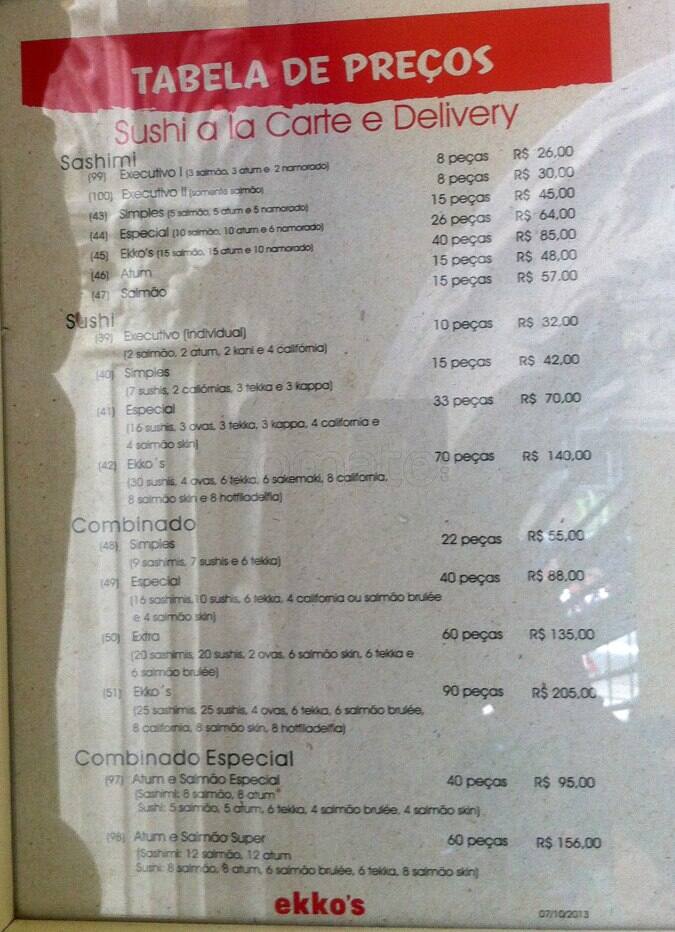 TABELA DE PREÇOS
Sushi a la Carte e Delivery
Sashimi
(99) Executivo I (3 salmão, 3 atum e 2 namorado) 8 peças R$ 26,00
(100) Executivo II (somente salmão) 8 peças R$ 30,00
(43) Simples (5 salmão, 5 atum e 5 namorado) 15 peças R$ 45,00
(44) Especial (10 salmão, 10 atum e 6 namorado) 26 peças R$ 64,00
(45) Ekko's (15 salmão, 15 atum e 10 namorado) 40 peças R$ 85,00
(46) Atum 15 peças R$ 48,00
(47) Salmão 15 peças R$ 57,00
Sushi
(39) Executivo (individual) 10 peças R$ 32,00
(2 salmão, 2 atum, 2 kani e 4 califórnia)
(40) Simples 15 peças R$ 42,00
(7 sushis, 2 califórnias, 3 tekka e 3 kappa)
(41) Especial 33 peças R$ 70,00
(16 sushis, 3 ovas, 3 tekka, 3 kappa, 4 california e
4 salmão skin)
(42) Ekko´s 70 peças R$ 140,00
(30 sushis, 4 ovas, 6 tekka, 6 sakemaki, 8 california,
8 salmão skin e 8 hotfiladelfia)
zomato
Combinado
(48) Simples 22 peças R$ 55,00
(9 sashimis, 7 sushis e 6 tekka)
(49) Especial 40 peças R$ 88,00
(16 sashimis,10 sushis, 6 tekka, 4 california ou salmão brulée
e 4 salmão skin)
(50) Extra 60 peças R$ 135,00
(20 sashimis, 20 sushis, 2 ovas, 6 salmão skin, 6 tekka e
6 salmão brulée)
(51) Ekko´s 90 peças R$ 205,00
(25 sashimis, 25 sushis, 4 ovas, 6 tekka, 6 salmão brulée,
8 california, 8 salmão skin, 8 hotfiladelfia)
Combinado Especial
(97) Atum e Salmão Especial 40 peças R$ 95,00
(Sashimi: 8 salmão, 8 atum
Sushi: 5 salmão, 5 atum, 6 tekka, 4 salmão brulée, 4 salmão skin)
(98) Atum e Salmão Super 60 peças R$ 156,00
(Sashimi: 12 salmão, 12 atum
Sushi: 8 salmão, 8 atum, 6 salmão brulée, 6 tekka, 8 salmão skin)
ekko's
07/10/2013